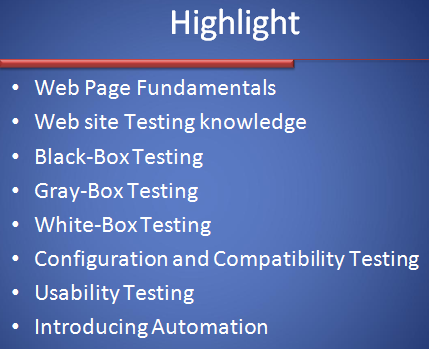 Highlight
• Web Page Fundamentals
• Web site Testing knowledge
• Black-Box Testing
• Gray-Box Testing
• White-Box Testing
• Configuration and Compatibility Testing
• Usability Testing
• Introducing Automation